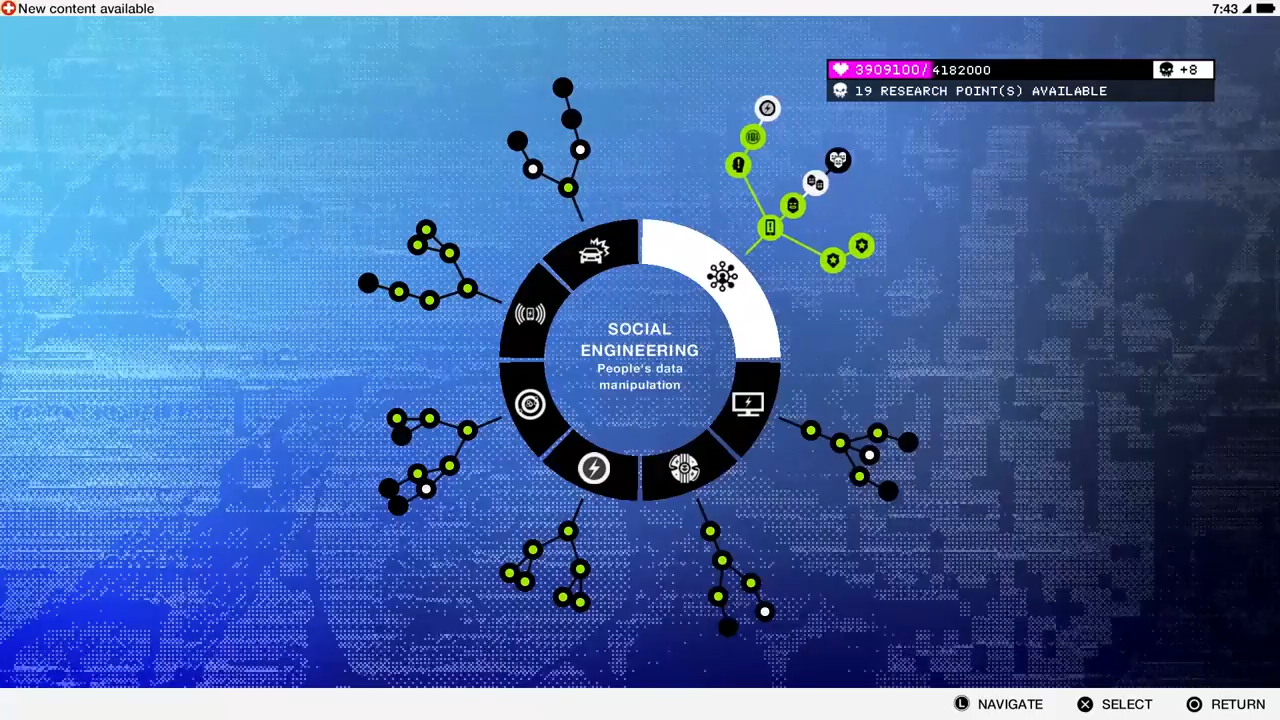 New content available
7:43
3909100/4182000
+8
19 RESEARCH POINT(S) AVAILABLE
SOCIAL
ENGINEERING
People's data
manipulation
L NAVIGATE
SELECT
RETURN